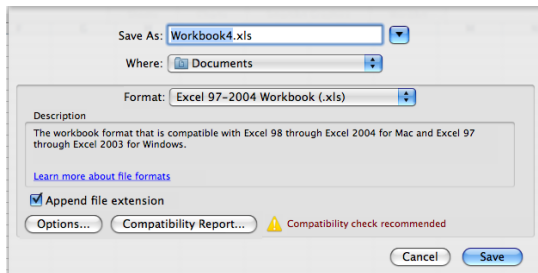 Save As: Workbook4.xls
Where: Documents
Format: Excel 97–2004 Workbook (.xls)
Description
The workbook format that is compatible with Excel 98 through Excel 2004 for Mac and Excel 97
through Excel 2003 for Windows.
Learn more about file formats
Append file extension
Options... Compatibility Report... Compatibility check recommended
Cancel Save